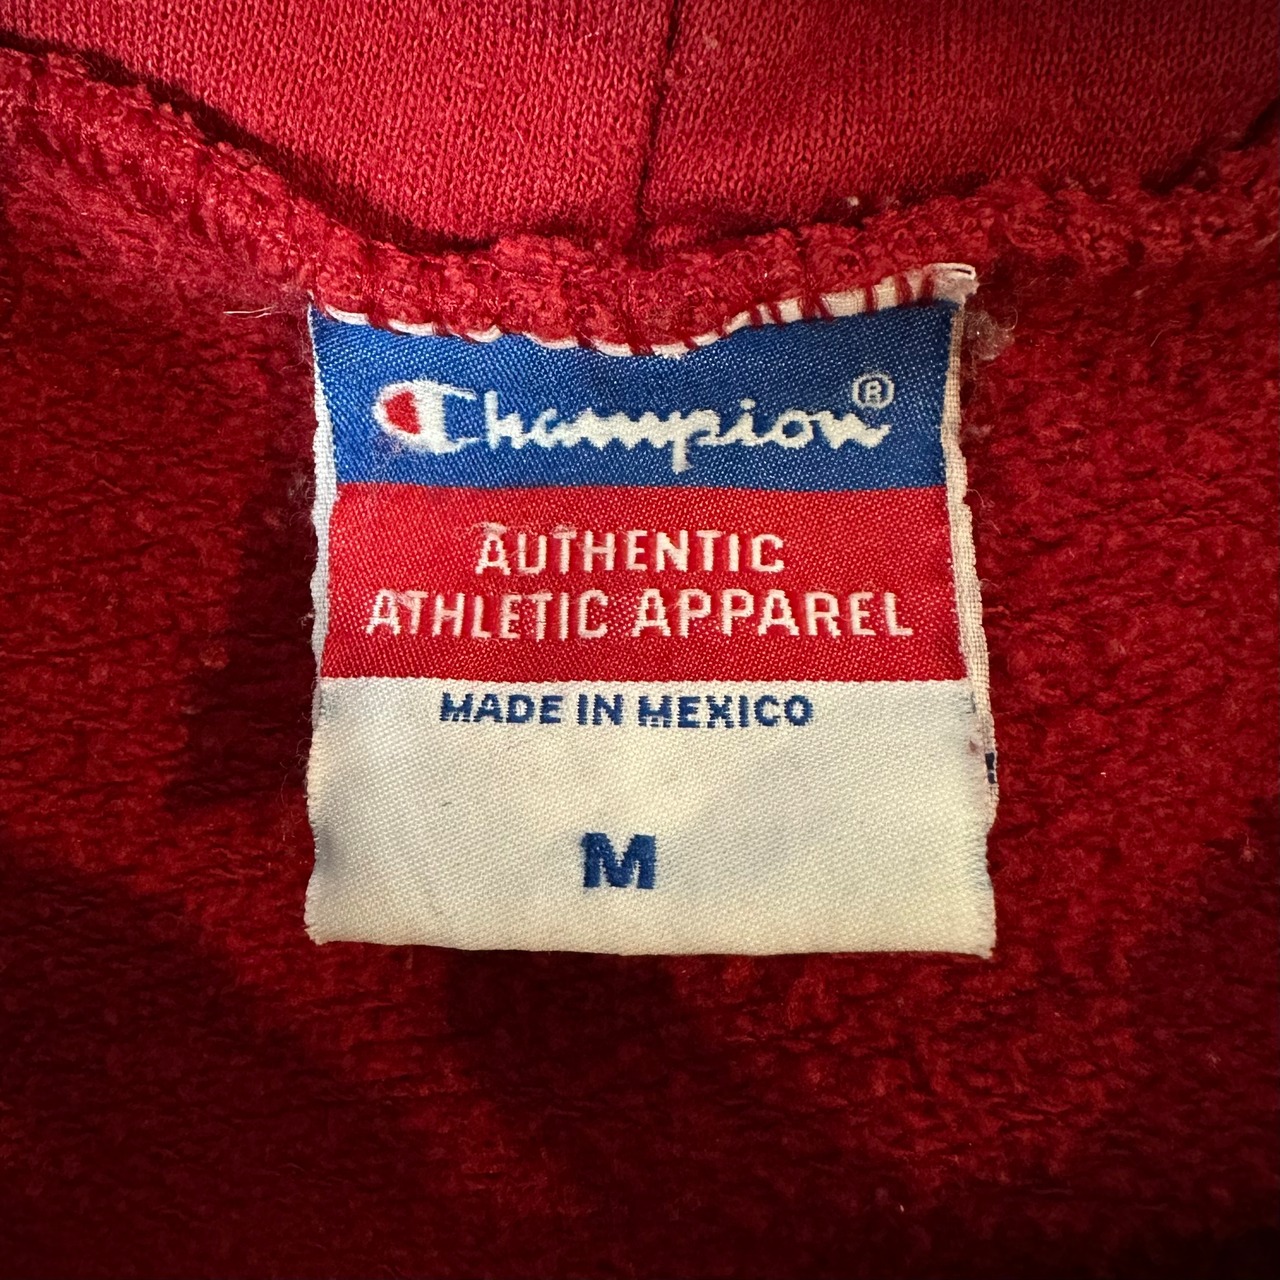 Champion®
AUTHENTIC
ATHLETIC APPAREL
MADE IN MEXICO
M